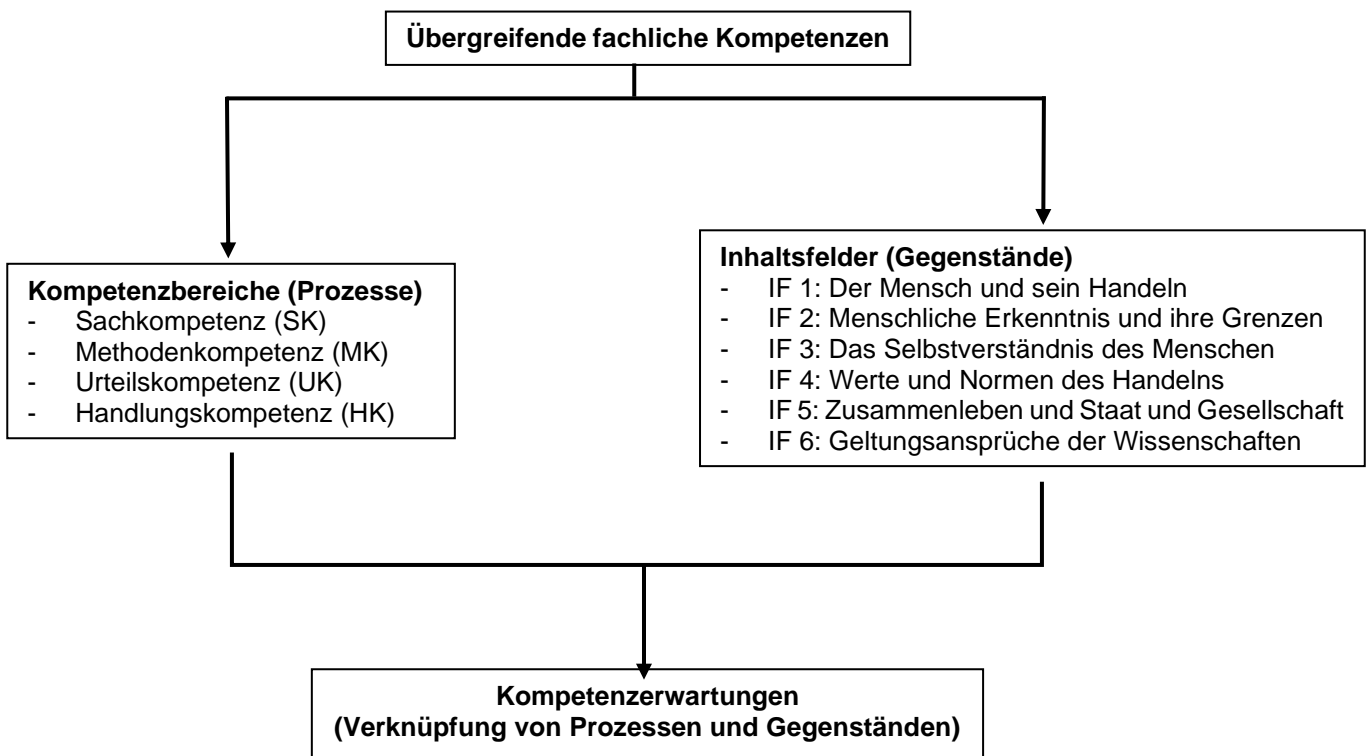 Übergreifende fachliche Kompetenzen
Kompetenzbereiche (Prozesse)
- Sachkompetenz (SK)
- Methodenkompetenz (MK)
- Urteilskompetenz (UK)
- Handlungskompetenz (HK)
Inhaltsfelder (Gegenstände)
- IF 1: Der Mensch und sein Handeln
- IF 2: Menschliche Erkenntnis und ihre Grenzen
- IF 3: Das Selbstverständnis des Menschen
- IF 4: Werte und Normen des Handelns
- IF 5: Zusammenleben und Staat und Gesellschaft
- IF 6: Geltungsansprüche der Wissenschaften
Kompetenzerwartungen
(Verknüpfung von Prozessen und Gegenständen)